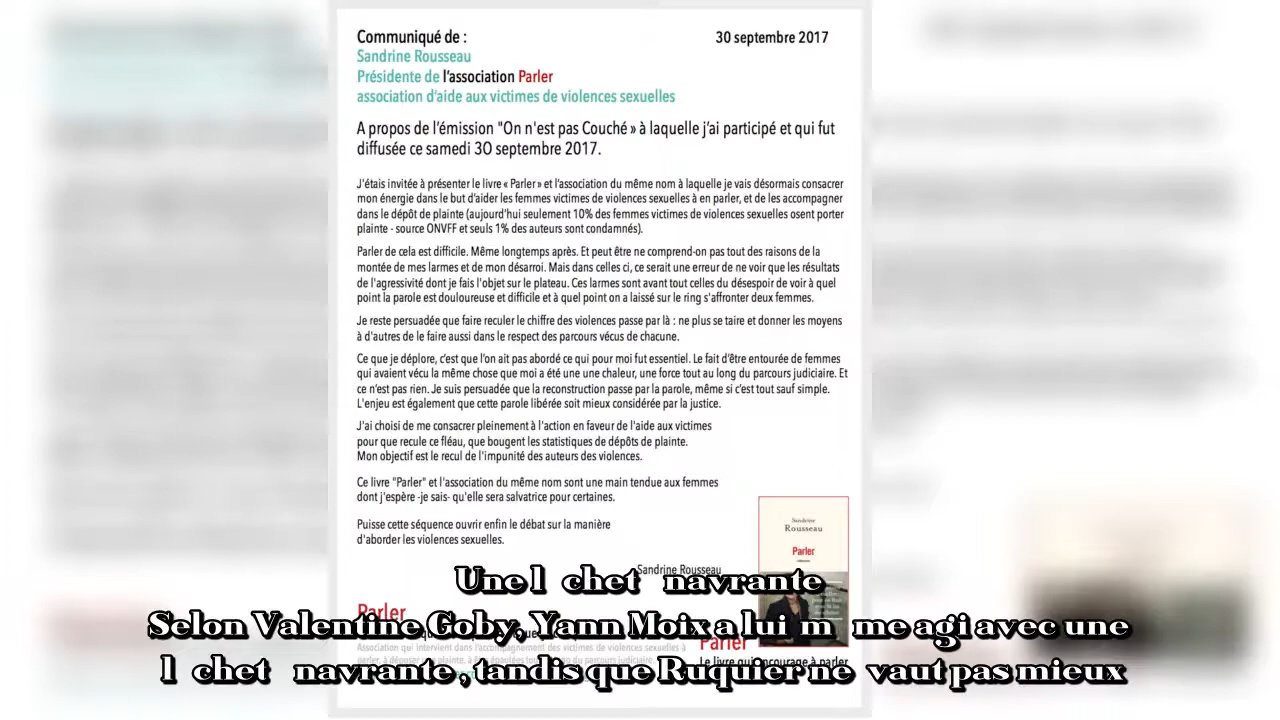 Communiqué de :
30 septembre 2017
Sandrine Rousseau
Présidente de l'association Parler
association d'aide aux victimes de violences sexuelles
A propos de l'émission "On n'est pas Couché » à laquelle j'ai participé et qui fut
diffusée ce samedi 30 septembre 2017.
J'étais invitée à présenter le livre « Parler » et l'association du même nom à laquelle je vais désormais consacrer
mon énergie dans le but d'aider les femmes victimes de violences sexuelles à en parler, et de les accompagner
dans le dépôt de plainte (aujourd'hui seulement 10% des femmes victimes de violences sexuelles osent porter
plainte - source ONVFF et seuls 1% des auteurs sont condamnés).
Parler de cela est difficile. Même longtemps après. Et peut être ne comprend-on pas tout des raisons de la
montée de mes larmes et de mon désarroi. Mais dans celles ci, ce serait une erreur de ne voir que les résultats
de l'agressivité dont je fais l'objet sur le plateau. Ces larmes sont avant tout celles du désespoir de voir à quel
point la parole est douloureuse et difficile et à quel point on a laissé sur le ring s'affronter deux femmes.
Je reste persuadée que faire reculer le chiffre des violences passe par là : ne plus se taire et donner les moyens
à d'autres de le faire aussi dans le respect des parcours vécus de chacune.
Ce que je déplore, c'est que l'on ait pas abordé ce qui pour moi fut essentiel. Le fait d'être entourée de femmes
qui avaient vécu la même chose que moi a été une une chaleur, une force tout au long du parcours judiciaire. Et
ce n'est pas rien. Je suis persuadée que la reconstruction passe par la parole, même si c'est tout sauf simple.
L'enjeu est également que cette parole libérée soit mieux considérée par la justice.
J'ai choisi de me consacrer pleinement à l'action en faveur de l'aide aux victimes
pour que recule ce fléau, que bougent les statistiques de dépôts de plainte.
Mon objectif est le recul de l'impunité des auteurs des violences.
Ce livre "Parler" et l'association du même nom sont une main tendue aux femmes
dont j'espère -je sais- qu'elle sera salvatrice pour certaines.
Puisse cette séquence ouvrir enfin le débat sur la manière
d'aborder les violences sexuelles.
Sandrine Rousseau
Sandrine
Rousseau
Parler
Parler
Parler
Association qui intervient dans l'accompagnement des victimes de violences sexuelles à
Le livre qui encourage à parler
Une l chet navrante
Selon Valentine Goby, Yann Moix a lui m me agi avec une
l chet navrante , tandis que Ruquier ne vaut pas mieux